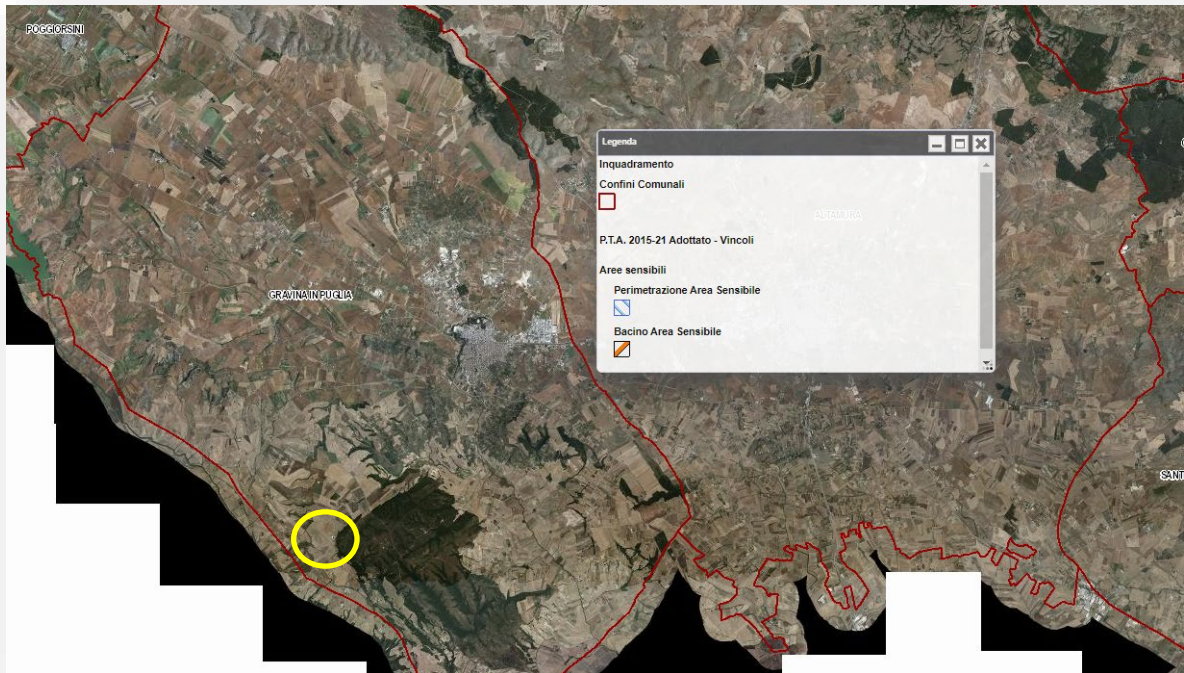 POGGIORSINI
Legenda
Inquadramento
Confini Comunali
ALTAMURA
P.T.A. 2015-21 Adottato - Vincoli
Aree sensibili
Perimetrazione Area Sensibile
GRAVINA IN PUGLIA
Bacino Area Sensibile
SANT